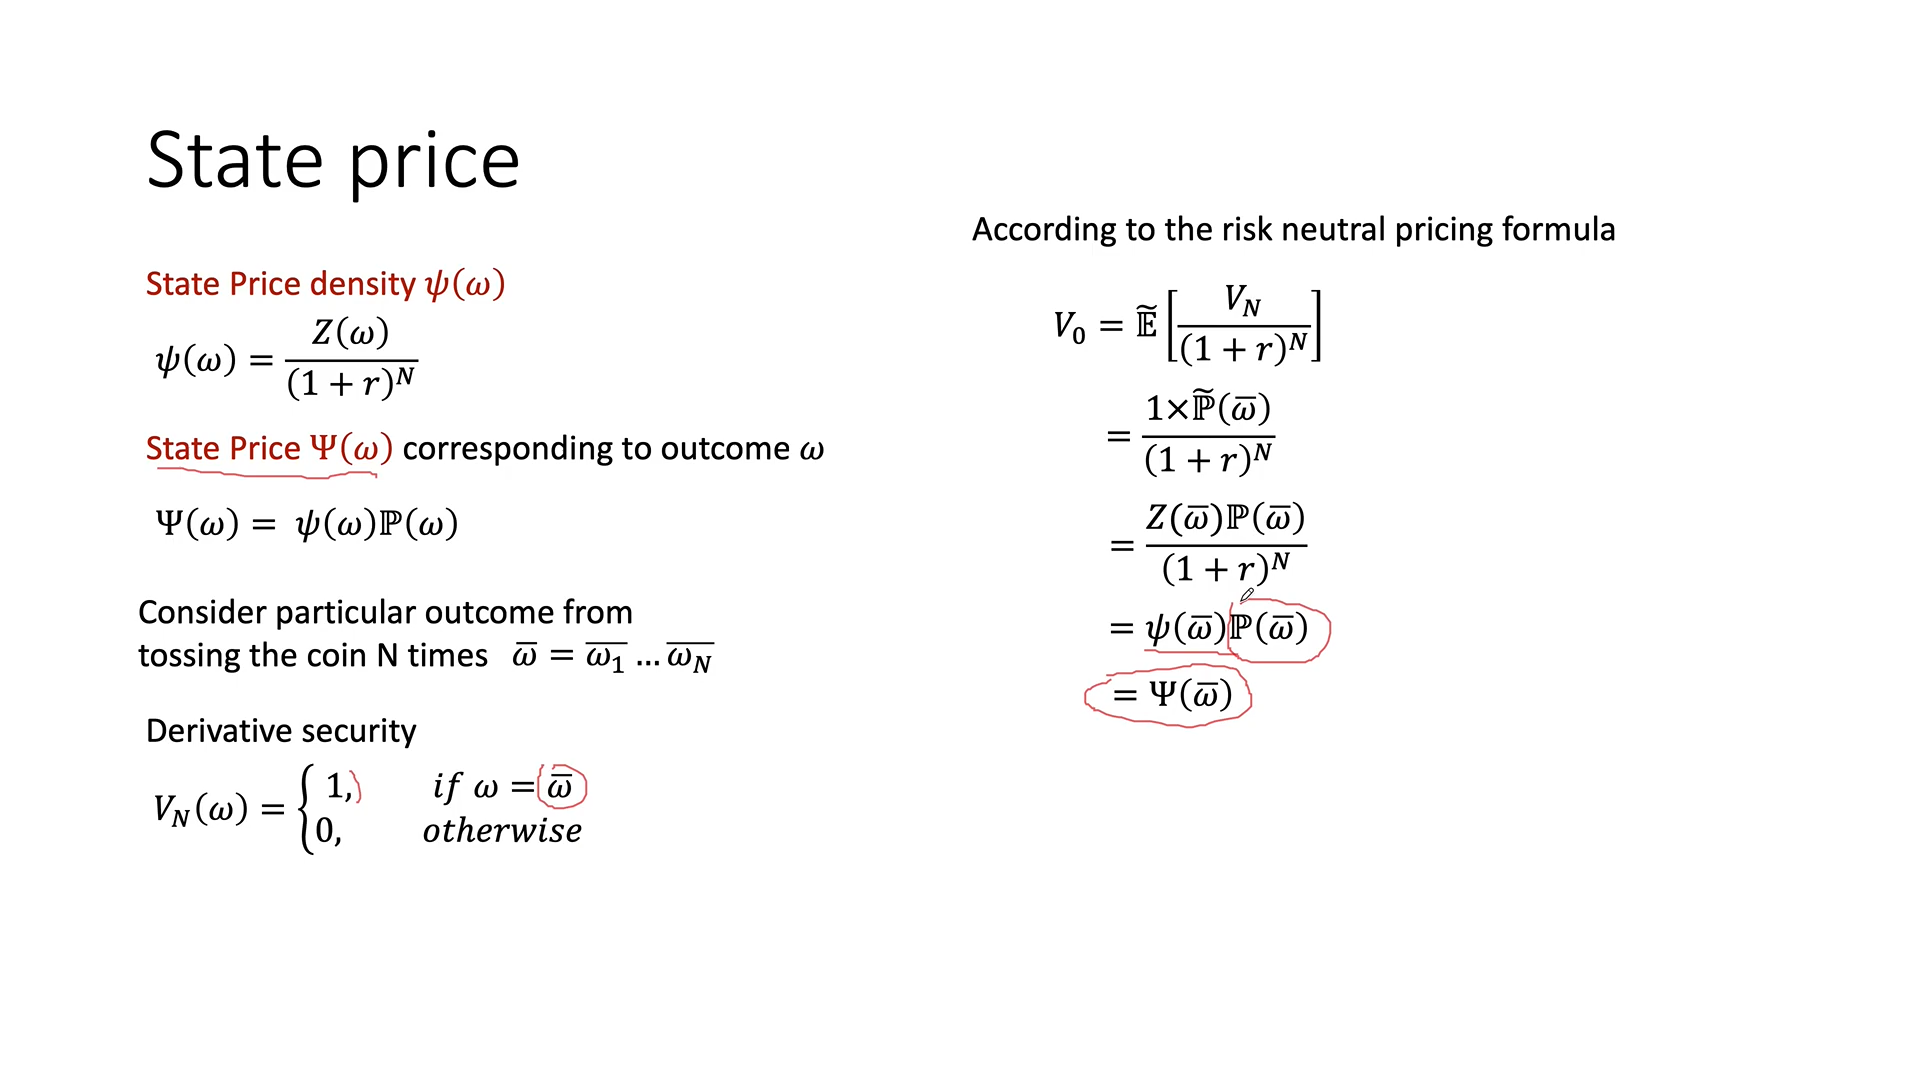 State price
State Price density ψ(ω)
ψ(ω) = Z(ω) / (1 + r)^N
State Price Ψ(ω) corresponding to outcome ω
Ψ(ω) = ψ(ω)ℙ(ω)
Consider particular outcome from
tossing the coin N times ω̅ = ω̅₁ … ω̅_N
Derivative security
V_N(ω) = { 1, if ω = ω̅
0, otherwise
According to the risk neutral pricing formula
V₀ = 𝔼̃ [ V_N / (1 + r)^N ]
= 1×ℙ̃(ω̅) / (1 + r)^N
= Z(ω̅)ℙ(ω̅) / (1 + r)^N
= ψ(ω̅)ℙ(ω̅)
= Ψ(ω̅)